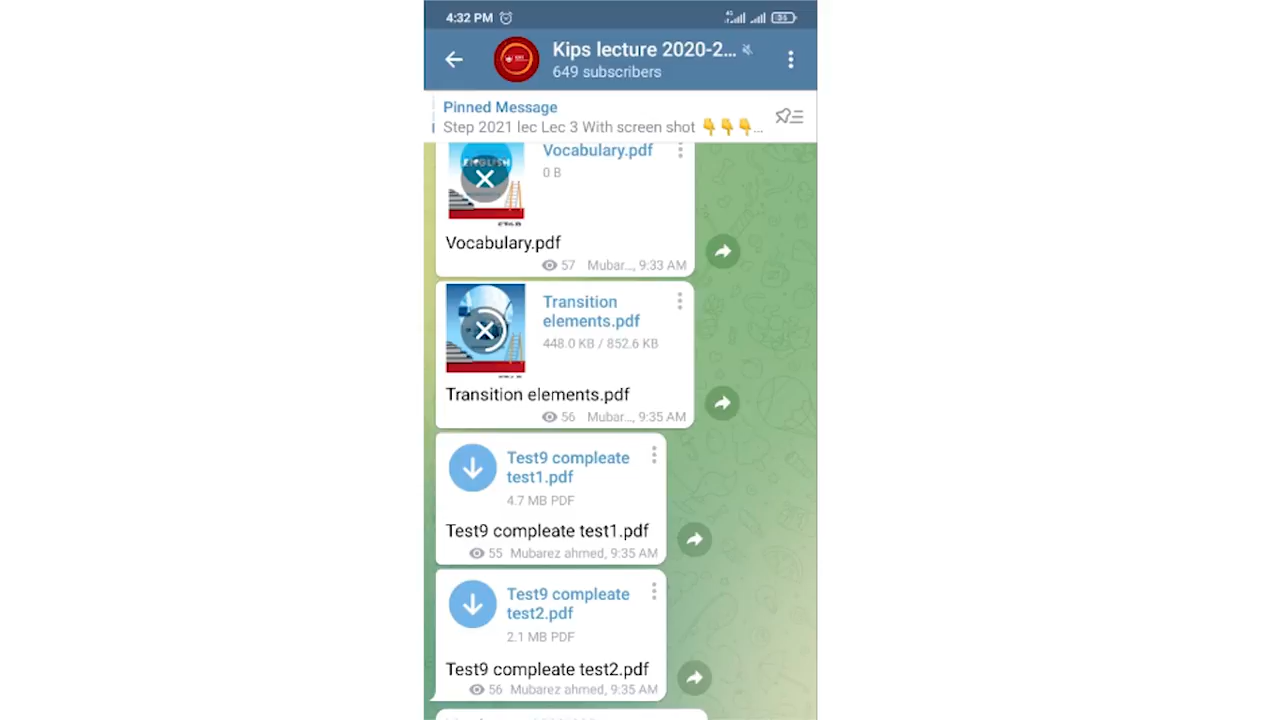 4:32 PM
4G
35
Kips lecture 2020-2...
649 subscribers
Pinned Message
Step 2021 lec Lec 3 With screen shot 👇👇👇...
ENGLISH
Vocabulary.pdf
0 B
Vocabulary.pdf
57 Mubar..., 9:33 AM
Transition
elements.pdf
448.0 KB / 852.6 KB
Transition elements.pdf
56 Mubar..., 9:35 AM
Test9 compleate
test1.pdf
4.7 MB PDF
Test9 compleate test1.pdf
55 Mubarez ahmed, 9:35 AM
Test9 compleate
test2.pdf
2.1 MB PDF
Test9 compleate test2.pdf
56 Mubarez ahmed, 9:35 AM